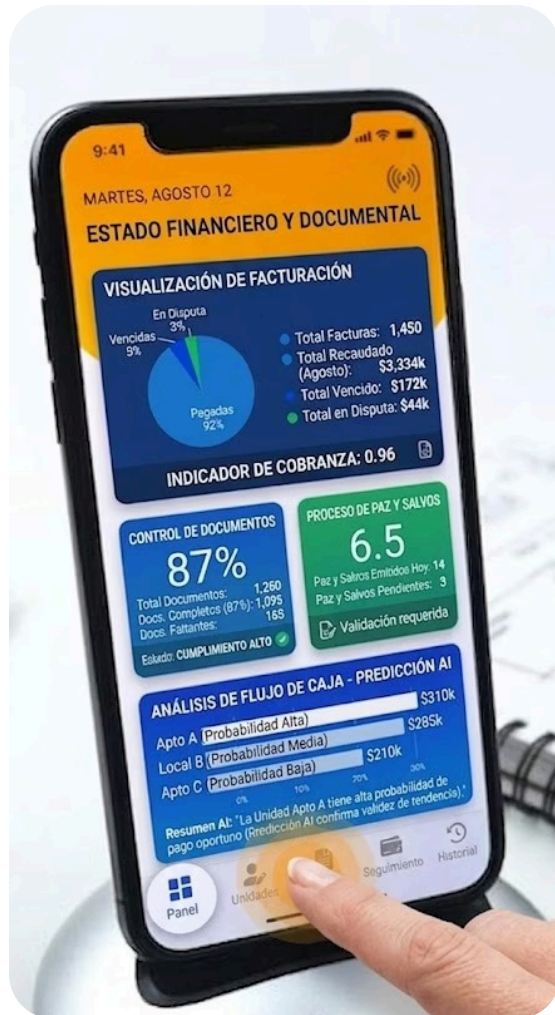 9:41
MARTES, AGOSTO 12
ESTADO FINANCIERO Y DOCUMENTAL
VISUALIZACIÓN DE FACTURACIÓN
En Disputa
3%
Vencidas
5%
Pegadas
92%
Total Facturas: 1,450
Total Recaudado
(Agosto): $3,334k
Total Vencido: $172k
Total en Disputa: $44k
INDICADOR DE COBRANZA: 0.96
CONTROL DE DOCUMENTOS
87%
Total Documentos: 1,260
Docs. Completos (87%): 1,095
Docs. Faltantes: 165
Estado: CUMPLIMIENTO ALTO
PROCESO DE PAZ Y SALVOS
6.5
Paz y Salvos Emitidos Hoy: 14
Paz y Salvos Pendientes: 3
Validación requerida
ANÁLISIS DE FLUJO DE CAJA - PREDICCIÓN AI
Apto A (Probabilidad Alta) $310k
Local B (Probabilidad Media) $285k
Apto C (Probabilidad Baja) $210k
0% 10% 20% 30%
Resumen AI: "La Unidad Apto A tiene alta probabilidad de
pago oportuno (Predicción AI confirma validez de tendencis)."
Panel
Unidades
Seguimiento
Historial